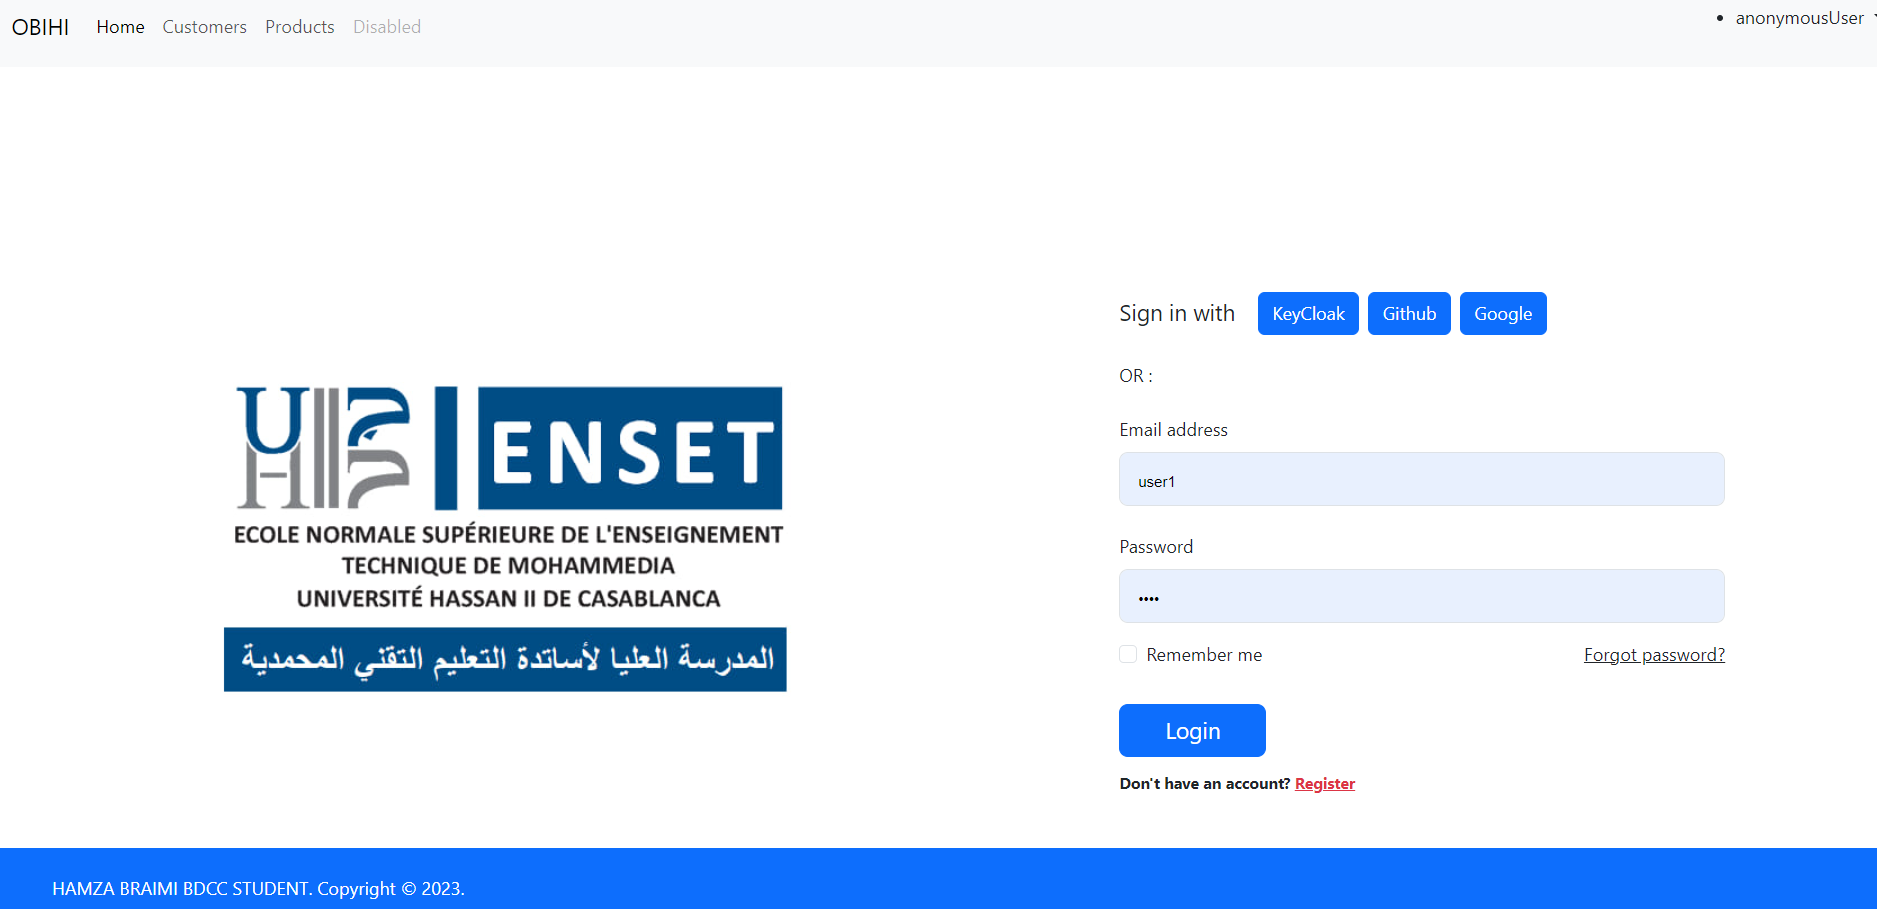 OBIHI Home Customers Products Disabled
• anonymousUser
Sign in with KeyCloak Github Google
OR :
Email address
user1
Password
••••
Remember me Forgot password?
Login
Don't have an account? Register
UH
ENSET
ECOLE NORMALE SUPÉRIEURE DE L'ENSEIGNEMENT
TECHNIQUE DE MOHAMMEDIA
UNIVERSITÉ HASSAN II DE CASABLANCA
المدرسة العليا لأساتذة التعليم التقني المحمدية
HAMZA BRAIMI BDCC STUDENT. Copyright © 2023.